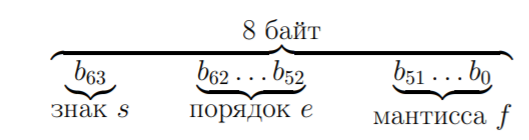 8 байт
b₆₃ b₆₂ … b₅₂ b₅₁ … b₀
знак s порядок e мантисса f